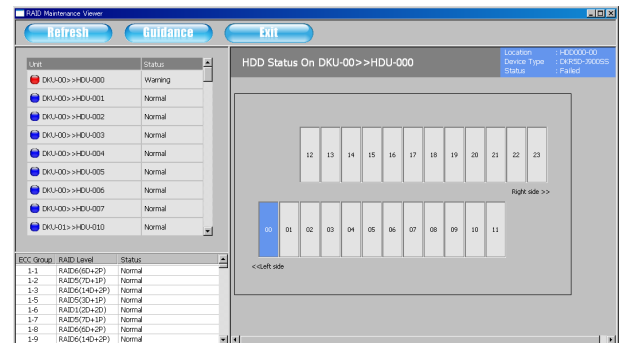 RAID Maintenance Viewer
Refresh Guidance Exit
Unit Status
DKU-00>>HDU-000 Warning
DKU-00>>HDU-001 Normal
DKU-00>>HDU-002 Normal
DKU-00>>HDU-003 Normal
DKU-00>>HDU-004 Normal
DKU-00>>HDU-005 Normal
DKU-00>>HDU-006 Normal
DKU-00>>HDU-007 Normal
DKU-01>>HDU-010 Normal
ECC Group RAID Level Status
1-1 RAID6(6D+2P) Normal
1-2 RAID5(7D+1P) Normal
1-3 RAID6(14D+2P) Normal
1-5 RAID5(3D+1P) Normal
1-6 RAID1(2D+2D) Normal
1-7 RAID5(7D+1P) Normal
1-8 RAID6(6D+2P) Normal
1-9 RAID6(14D+2P) Normal
HDD Status On DKU-00>>HDU-000
Location : HDD000-00
Device Type : DKR5D-J900SS
Status : Failed
12 13 14 15 16 17 18 19 20 21 22 23
Right side >>
00 01 02 03 04 05 06 07 08 09 10 11
<<Left side